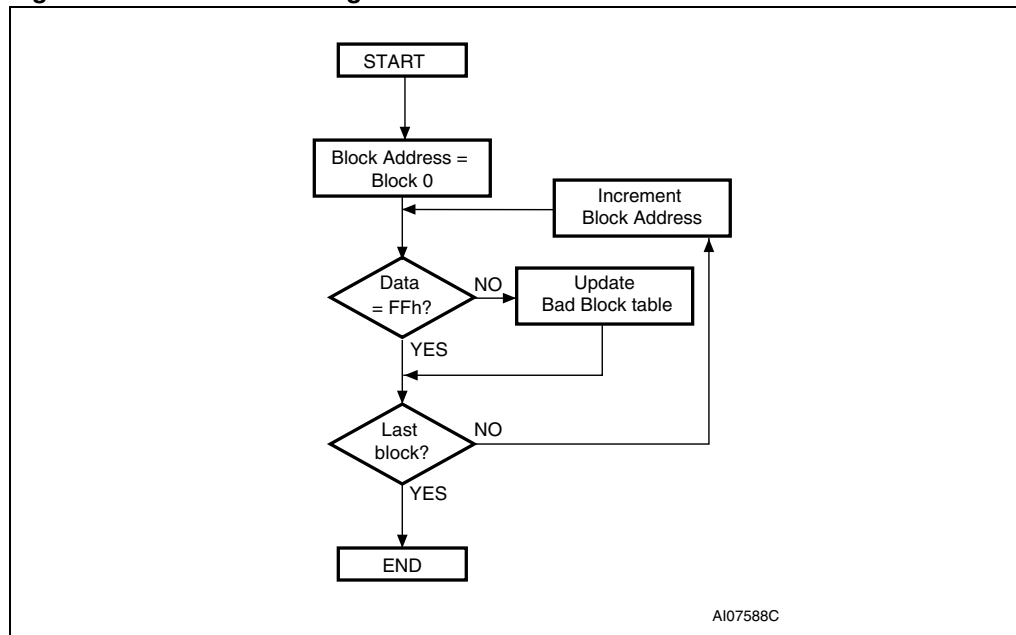 START
Block Address =
Block 0
Increment
Block Address
Data
= FFh?
NO
Update
Bad Block table
YES
Last
block?
NO
YES
END
AI07588C